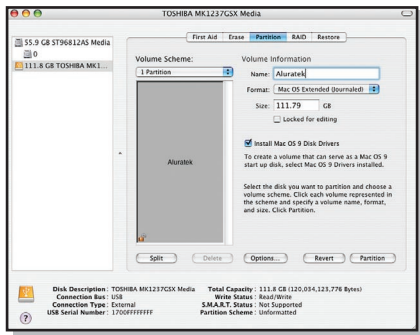 TOSHIBA MK1237GSX Media
55.9 GB ST96812AS Media
0
111.8 GB TOSHIBA MK1...
First Aid Erase Partition RAID Restore
Volume Scheme:
1 Partition
Aluratek
Volume Information
Name: Aluratek
Format: Mac OS Extended (Journaled)
Size: 111.79 GB
Locked for editing
Install Mac OS 9 Disk Drivers
To create a volume that can serve as a Mac OS 9
start up disk, select Mac OS 9 Drivers installed.
Select the disk you want to partition and choose a
volume scheme. Click each volume represented in
the scheme and specify a volume name, format,
and size. Click Partition.
Split Delete Options... Revert Partition
Disk Description : TOSHIBA MK1237GSX Media
Connection Bus : USB
Connection Type : External
USB Serial Number : 1700FFFFFFFF
Total Capacity : 111.8 GB (120,034,123,776 Bytes)
Write Status : Read/Write
S.M.A.R.T. Status : Not Supported
Partition Scheme : Unformatted
?